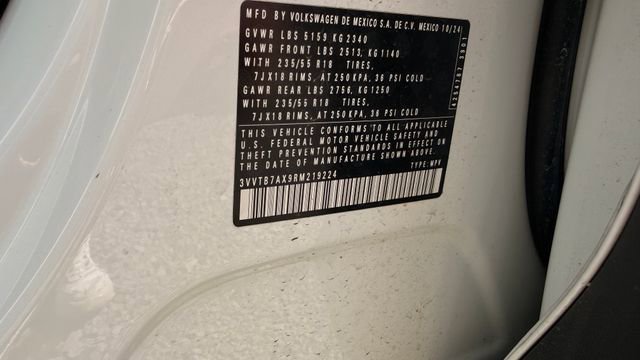 MFD BY VOLKSWAGEN DE MEXICO S.A. DE C.V. MEXICO 10/24
GVWR LBS 5159 KG 2340
GAWR FRONT LBS 2513, KG 1140
WITH 235/55 R18 TIRES,
7JX18 RIMS, AT 250 KPA, 36 PSI COLD
GAWR REAR LBS 2756, KG 1250
WITH 235/55 R18 TIRES,
7JX18 RIMS, AT 250 KPA, 36 PSI COLD
THIS VEHICLE CONFORMS TO ALL APPLICABLE
U.S. FEDERAL MOTOR VEHICLE SAFETY AND
THEFT PREVENTION STANDARDS IN EFFECT ON
THE DATE OF MANUFACTURE SHOWN ABOVE
3VVTB7AX9RM219224 TYPE: MPV